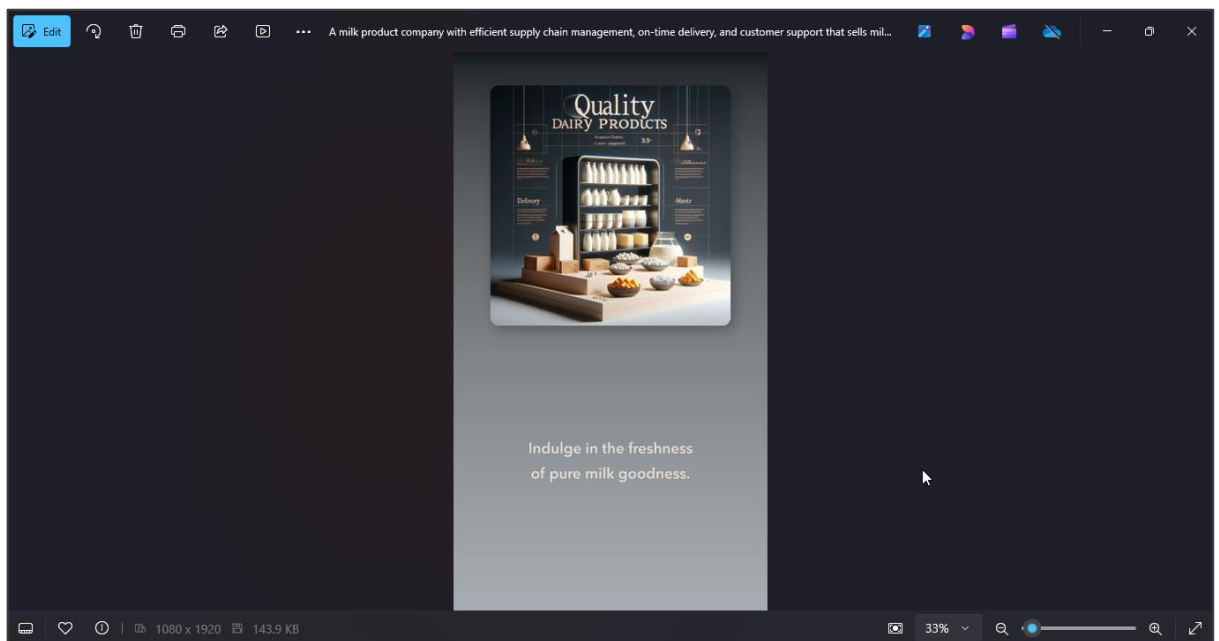 Edit
A milk product company with efficient supply chain management, on-time delivery, and customer support that sells mil...
Quality
DAIRY PRODUCTS
Delivery
Indulge in the freshness
of pure milk goodness.
1080 x 1920
143.9 KB
33%